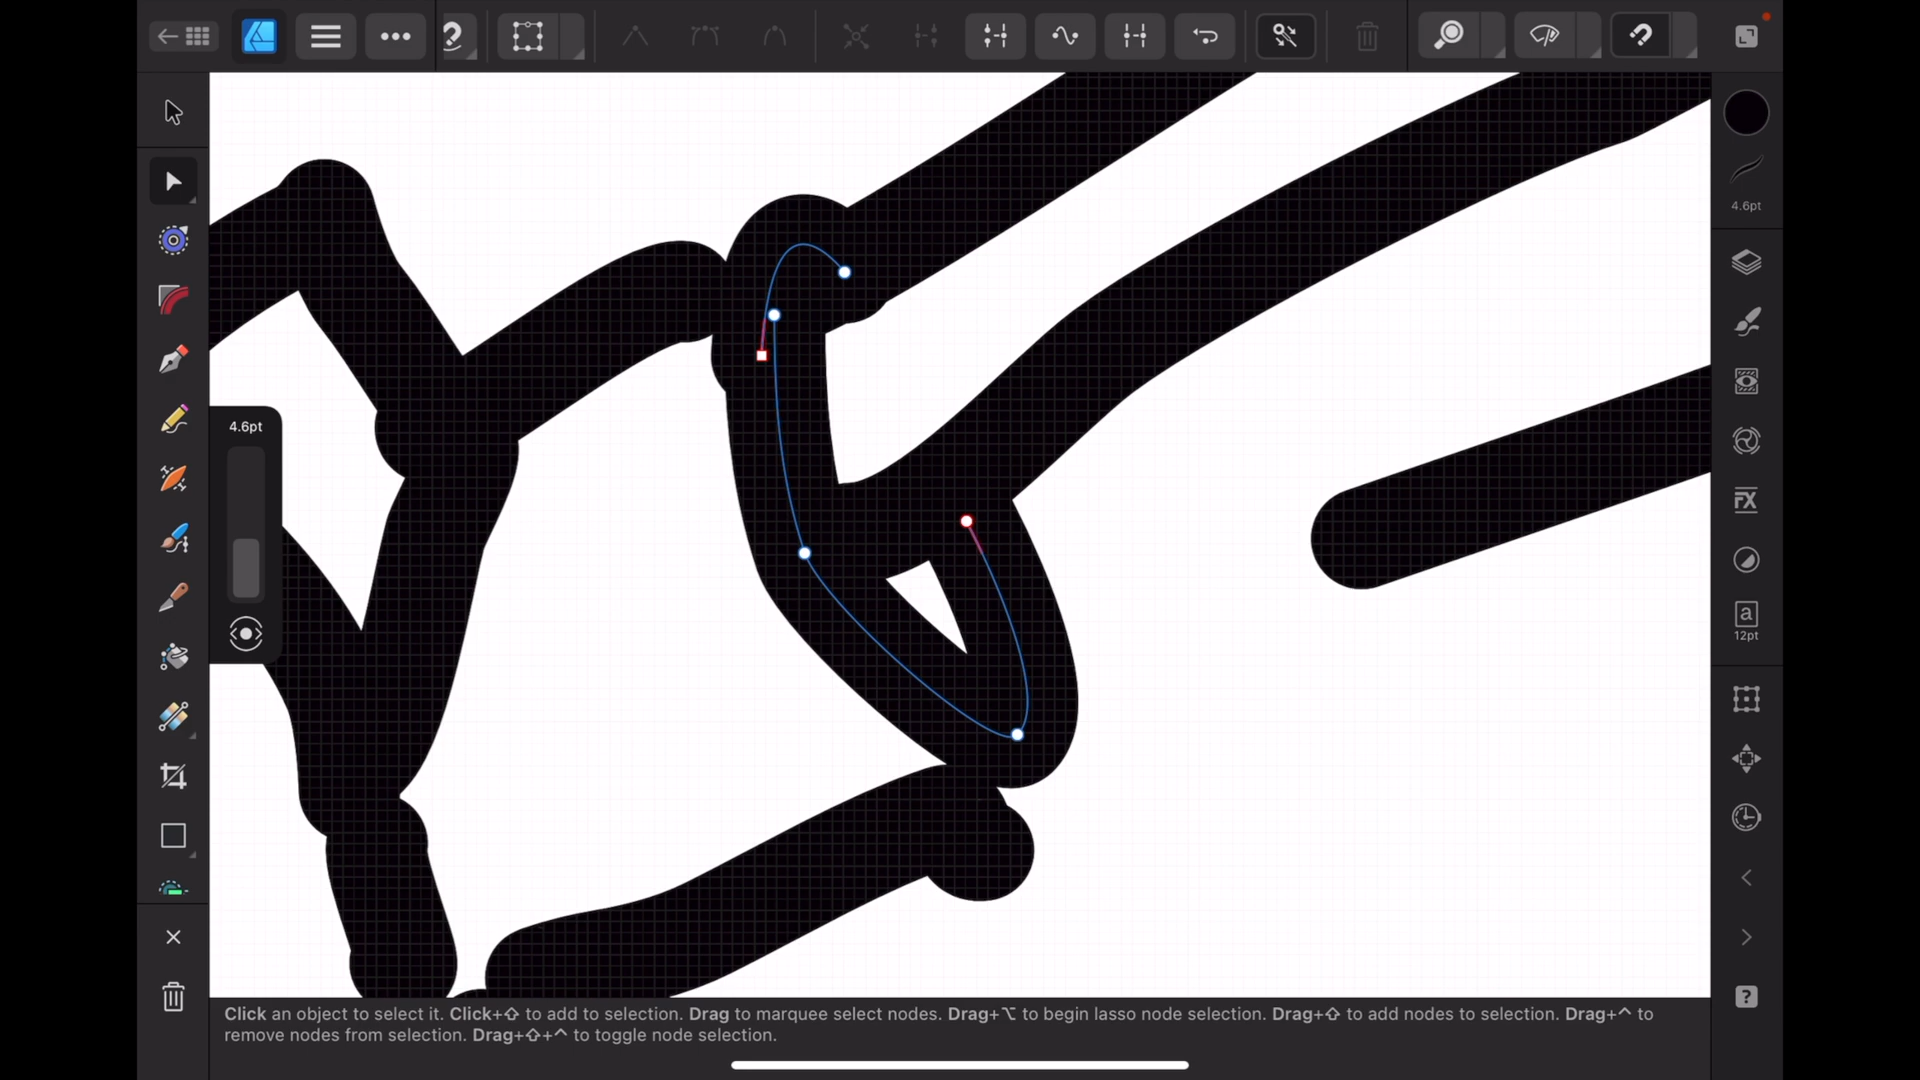 4.6pt
4.6pt
FX
a
12pt
?
Click an object to select it. Click+⇧ to add to selection. Drag to marquee select nodes. Drag+⌥ to begin lasso node selection. Drag+⇧ to add nodes to selection. Drag+^ to
remove nodes from selection. Drag+⇧+^ to toggle node selection.